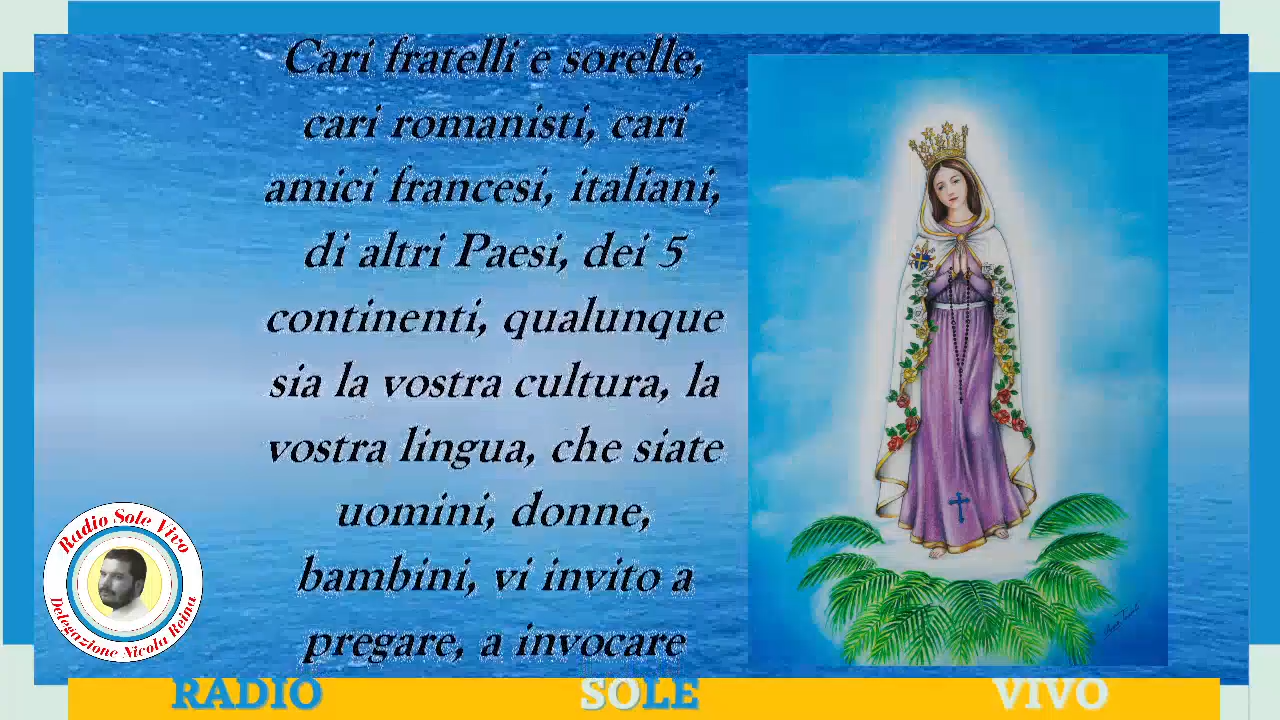 Cari fratelli e sorelle,
cari romanisti, cari
amici francesi, italiani,
di altri Paesi, dei 5
continenti, qualunque
sia la vostra cultura, la
vostra lingua, che siate
uomini, donne,
bambini, vi invito a
pregare, a invocare
Radio Sole Vivo
Delegazione Nicola Reina
RADIO SOLE VIVO